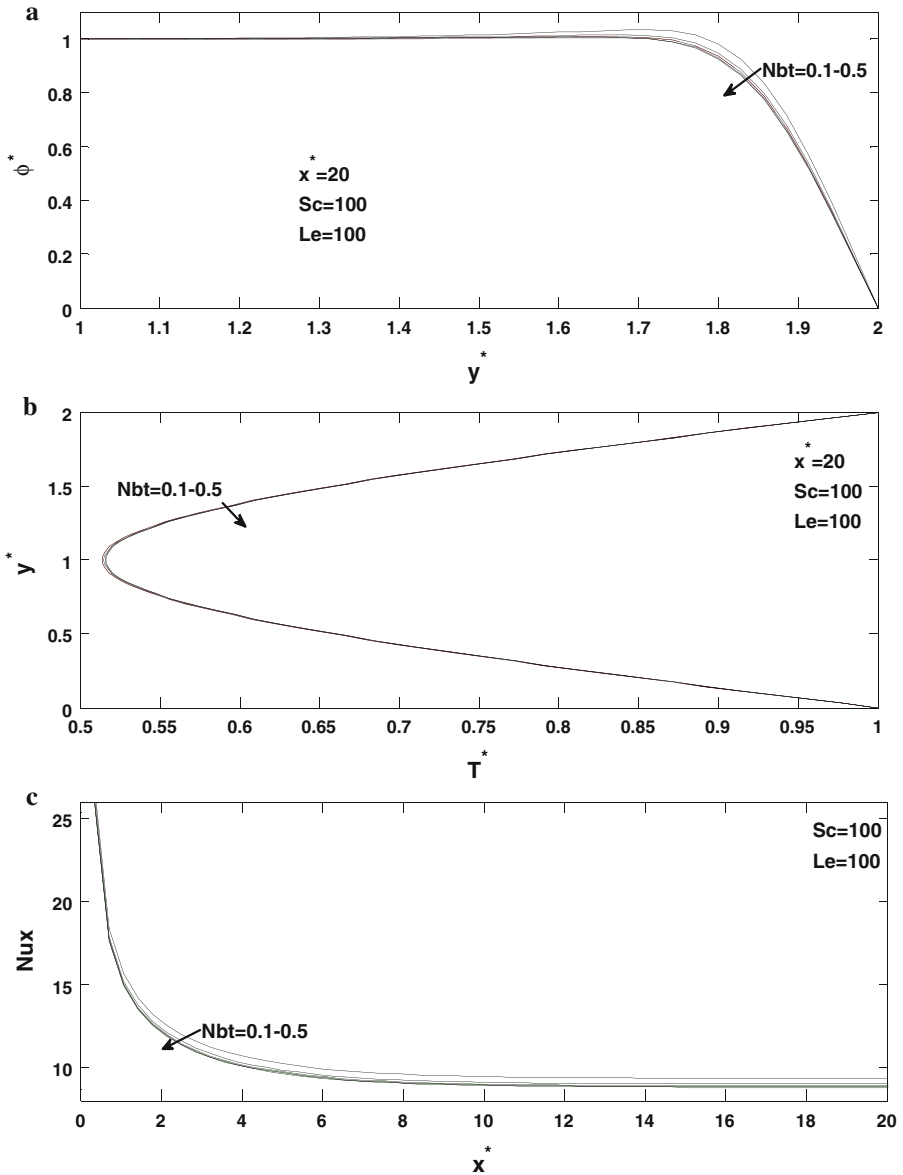 a
1
0.8
0.6
0.4
0.2
0
ϕ*
Nbt=0.1-0.5
x*=20
Sc=100
Le=100
1 1.1 1.2 1.3 1.4 1.5 1.6 1.7 1.8 1.9 2
y*
b
2
1.5
1
0.5
0
y*
Nbt=0.1-0.5
x*=20
Sc=100
Le=100
0.5 0.55 0.6 0.65 0.7 0.75 0.8 0.85 0.9 0.95 1
T*
c
25
20
15
10
Nux
Sc=100
Le=100
Nbt=0.1-0.5
0 2 4 6 8 10 12 14 16 18 20
x*